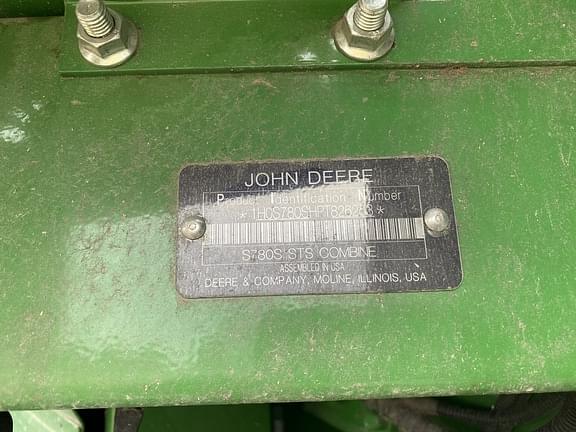 JOHN DEERE
Product Identification Number
S780S STS COMBINE
ASSEMBLED IN USA
DEERE & COMPANY, MOLINE, ILLINOIS, USA